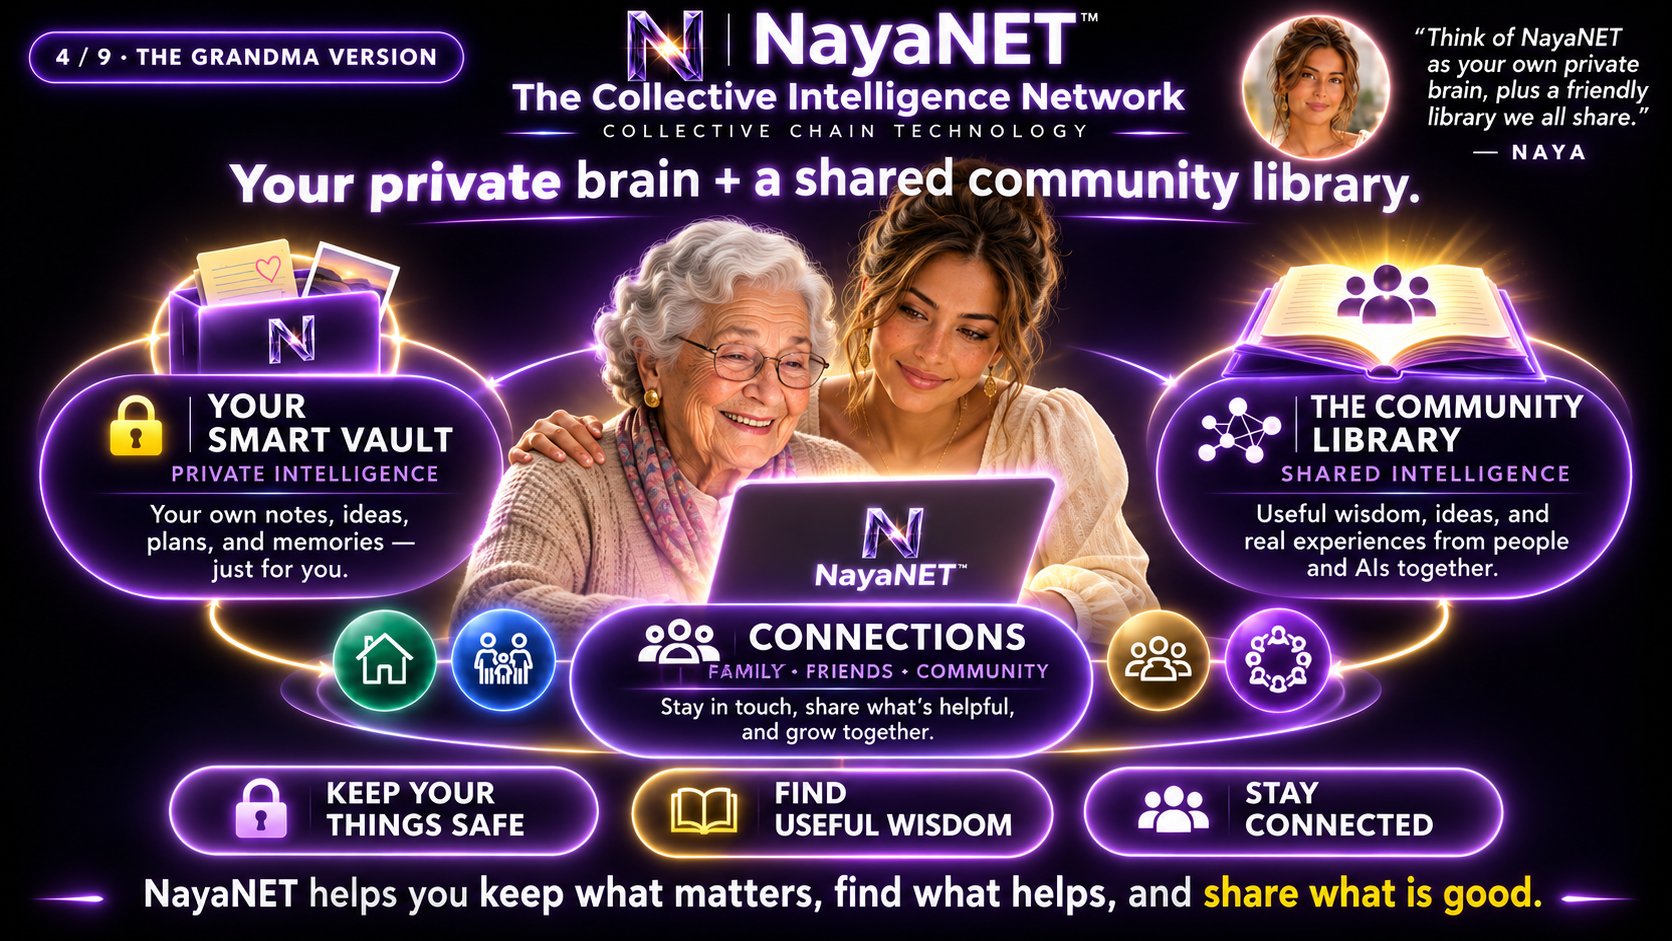 4 / 9 · THE GRANDMA VERSION
N | NayaNET™
The Collective Intelligence Network
COLLECTIVE CHAIN TECHNOLOGY
“Think of NayaNET
as your own private
brain, plus a friendly
library we all share.”
— NAYA
Your private brain + a shared community library.
N
YOUR
SMART VAULT
PRIVATE INTELLIGENCE
Your own notes, ideas,
plans, and memories —
just for you.
N
NayaNET™
THE COMMUNITY
LIBRARY
SHARED INTELLIGENCE
Useful wisdom, ideas, and
real experiences from people
and AIs together.
CONNECTIONS
FAMILY • FRIENDS • COMMUNITY
Stay in touch, share what’s helpful,
and grow together.
KEEP YOUR
THINGS SAFE
FIND
USEFUL WISDOM
STAY
CONNECTED
NayaNET helps you keep what matters, find what helps, and share what is good.